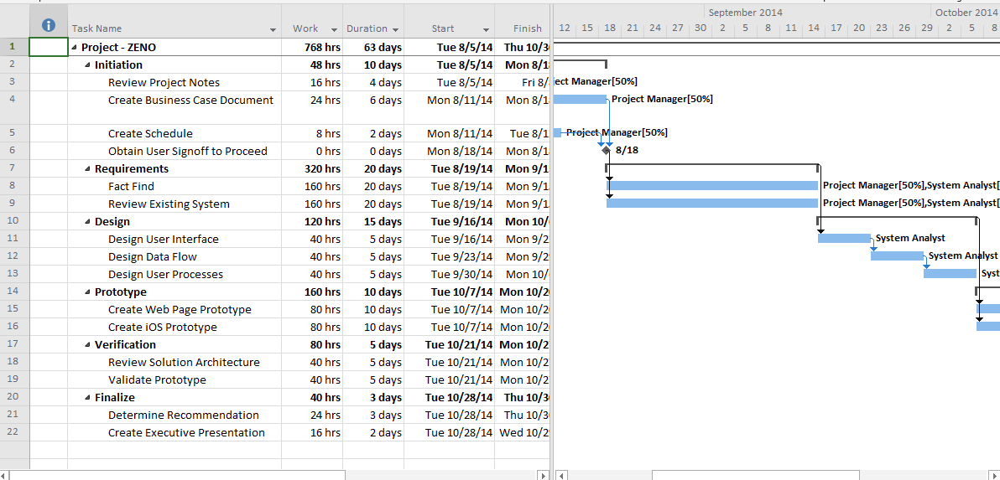 September 2014 October 2014
Task Name Work Duration Start Finish 12 15 18 21 24 27 30 2 5 8 11 14 17 20 23 26 29 2 5 8
1 Project - ZENO 768 hrs 63 days Tue 8/5/14 Thu 10/30
2 Initiation 48 hrs 10 days Tue 8/5/14 Mon 8/18
3 Review Project Notes 16 hrs 4 days Tue 8/5/14 Fri 8/ ject Manager[50%]
4 Create Business Case Document 24 hrs 6 days Mon 8/11/14 Mon 8/1 Project Manager[50%]
5 Create Schedule 8 hrs 2 days Mon 8/11/14 Tue 8/1 Project Manager[50%]
6 Obtain User Signoff to Proceed 0 hrs 0 days Mon 8/18/14 Mon 8/1 8/18
7 Requirements 320 hrs 20 days Tue 8/19/14 Mon 9/1
8 Fact Find 160 hrs 20 days Tue 8/19/14 Mon 9/1 Project Manager[50%],System Analyst[
9 Review Existing System 160 hrs 20 days Tue 8/19/14 Mon 9/1 Project Manager[50%],System Analyst[
10 Design 120 hrs 15 days Tue 9/16/14 Mon 10/
11 Design User Interface 40 hrs 5 days Tue 9/16/14 Mon 9/2 System Analyst
12 Design Data Flow 40 hrs 5 days Tue 9/23/14 Mon 9/2 System Analyst
13 Design User Processes 40 hrs 5 days Tue 9/30/14 Mon 10/ Syst
14 Prototype 160 hrs 10 days Tue 10/7/14 Mon 10/20
15 Create Web Page Prototype 80 hrs 10 days Tue 10/7/14 Mon 10/20
16 Create iOS Prototype 80 hrs 10 days Tue 10/7/14 Mon 10/20
17 Verification 80 hrs 5 days Tue 10/21/14 Mon 10/2
18 Review Solution Architecture 40 hrs 5 days Tue 10/21/14 Mon 10/2
19 Validate Prototype 40 hrs 5 days Tue 10/21/14 Mon 10/2
20 Finalize 40 hrs 3 days Tue 10/28/14 Thu 10/30
21 Determine Recommendation 24 hrs 3 days Tue 10/28/14 Thu 10/30
22 Create Executive Presentation 16 hrs 2 days Tue 10/28/14 Wed 10/29